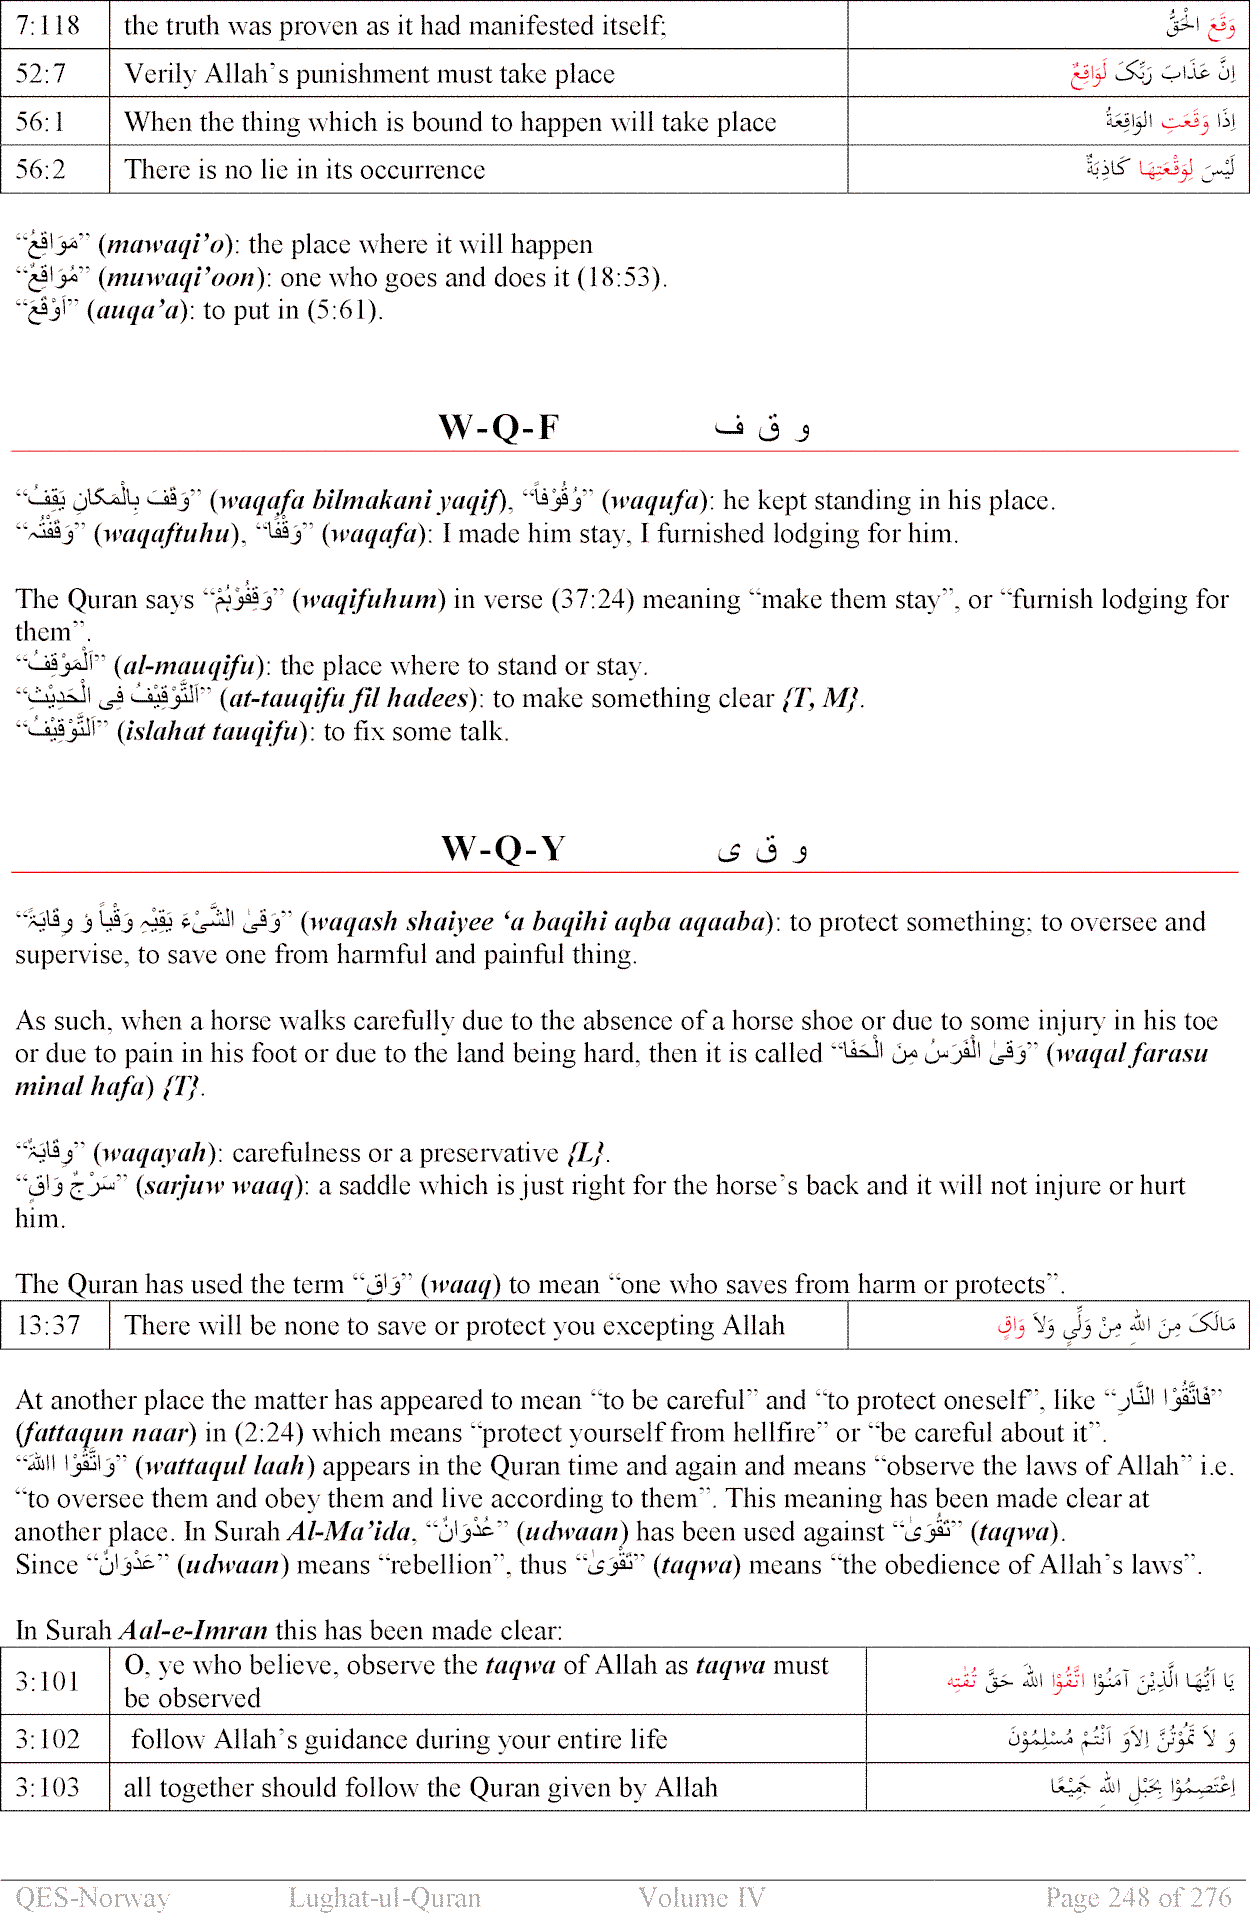 7:118 the truth was proven as it had manifested itself; وَقَّعَ الْحَقُّ
52:7 Verily Allah’s punishment must take place اِنَّ عَذَابَ رَبِّکَ لَوَاقِعٌ
56:1 When the thing which is bound to happen will take place اِذَا وَقَعَتِ الوَاقِعَةُ
56:2 There is no lie in its occurrence لَيْسَ لِوَقْعَتِهَا کَاذِبَةٌ
“مَوَاقِعُ” (mawaqi’o): the place where it will happen
“مُوَاقِعٌ” (muwaqi’oon): one who goes and does it (18:53).
“اَوْقَعَ” (auqa’a): to put in (5:61).
W-Q-F و ق ف
“وَقَفَ بِالْمَکَانِ يَقِفُ” (waqafa bilmakani yaqif), “وُقُوْفاً” (waqufa): he kept standing in his place.
“وَقَفْتُہ” (waqaftuhu), “وَقْفًا” (waqafa): I made him stay, I furnished lodging for him.
The Quran says “وَقِفُوْہُمْ” (waqifuhum) in verse (37:24) meaning “make them stay”, or “furnish lodging for
them”.
“اَلْمَوْقِفُ” (al-mauqifu): the place where to stand or stay.
“اَلتَّوْقِيْفُ فِی الْحَدِيْثِ” (at-tauqifu fil hadees): to make something clear {T, M}.
“اَلتَّوْقِيْفُ” (islahat tauqifu): to fix some talk.
W-Q-Y و ق ی
“وَقیٰ الشَّیْءَ يَقِيْہِ وَقْياً وَ وِقَايَۃً” (waqash shaiyee ‘a baqihi aqba aqaaba): to protect something; to oversee and
supervise, to save one from harmful and painful thing.
As such, when a horse walks carefully due to the absence of a horse shoe or due to some injury in his toe
or due to pain in his foot or due to the land being hard, then it is called “وَقیٰ الْفَرَسُ مِنَ الْحَفَا” (waqal farasu
minal hafa) {T}.
“وِقَايَۃٌ” (waqayah): carefulness or a preservative {L}.
“سَرْجٌ وَاقٍ” (sarjuw waaq): a saddle which is just right for the horse’s back and it will not injure or hurt
him.
The Quran has used the term “وَاقٍ” (waaq) to mean “one who saves from harm or protects”.
13:37 There will be none to save or protect you excepting Allah مَالَکَ مِنَ اللّٰهِ مِنْ وَلِّيٍ وَلاَ وَاقٍ
At another place the matter has appeared to mean “to be careful” and “to protect oneself”, like “فَاتَّقُوْا النَّارِ”
(fattaqun naar) in (2:24) which means “protect yourself from hellfire” or “be careful about it”.
“وَاتَّقُوْا اللّٰہَ” (wattaqul laah) appears in the Quran time and again and means “observe the laws of Allah” i.e.
“to oversee them and obey them and live according to them”. This meaning has been made clear at
another place. In Surah Al-Ma’ida, “عُدْوَانٌ” (udwaan) has been used against “تَقْوَیٰ” (taqwa).
Since “عَدْوَانٌ” (udwaan) means “rebellion”, thus “تَقْوَیٰ” (taqwa) means “the obedience of Allah’s laws”.
In Surah Aal-e-Imran this has been made clear:
3:101 O, ye who believe, observe the taqwa of Allah as taqwa must
be observed يَا اَيُّهَا الَّذِيْنَ آمَنُوْا اتَّقُوْا اللّٰهَ حَقَّ تُقٰتِه
3:102 follow Allah’s guidance during your entire life وَ لاَ تَمُوْتُنَّ اِلاَوَ اَنْتُمْ مُسْلِمُوْنَ
3:103 all together should follow the Quran given by Allah اِعْتَصِمُوْا بِحَبْلِ اللّٰهِ جَمِيْعًا
QES-Norway Lughat-ul-Quran Volume IV Page 248 of 276